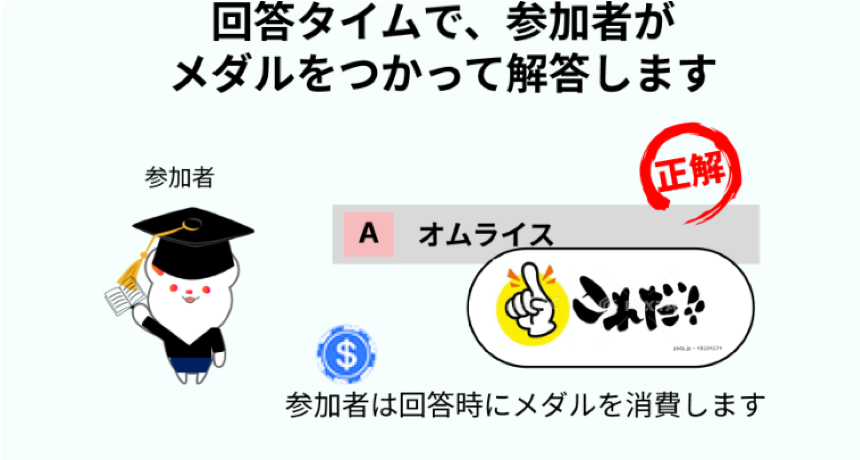 回答タイムで、参加者が
メダルをつかって解答します
正解
参加者
A オムライス
これだ!!
参加者は回答時にメダルを消費します